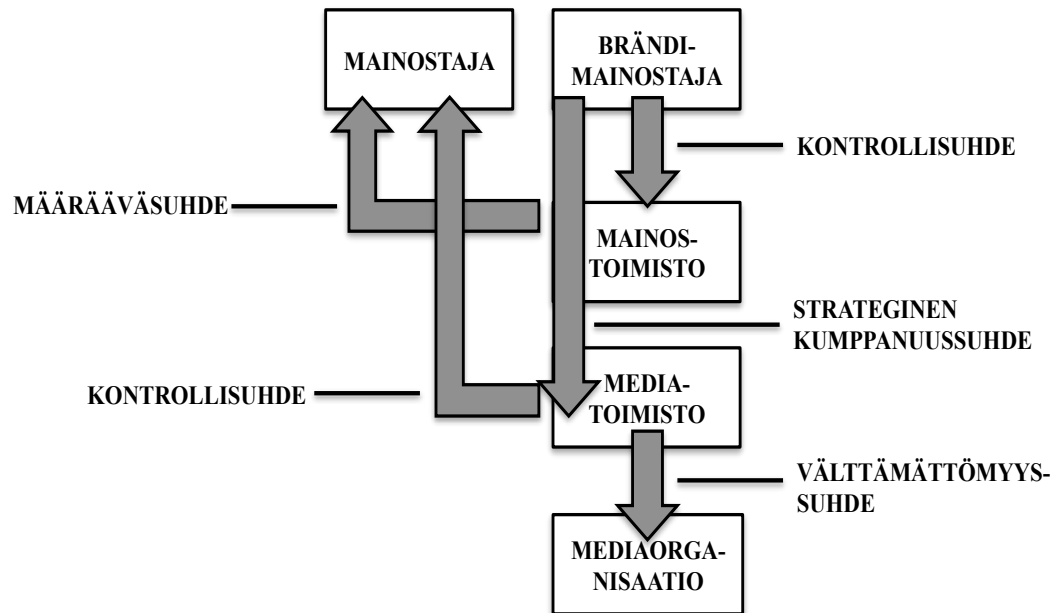 MAINOSTAJA
BRÄNDI-
MAINOSTAJA
KONTROLLISUHDE
MÄÄRÄÄVÄSUHDE
MAINOS-
TOIMISTO
STRATEGINEN
KUMPPANUUSSUHDE
KONTROLLISUHDE
MEDIA-
TOIMISTO
VÄLTTÄMÄTTÖMYYS-
SUHDE
MEDIAORGA-
NISAATIO